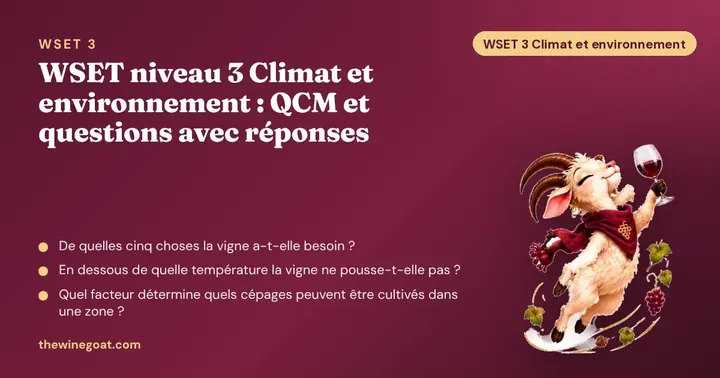 WSET 3
WSET 3 Climat et environnement
WSET niveau 3 Climat et
environnement : QCM et
questions avec réponses
De quelles cinq choses la vigne a-t-elle besoin ?
En dessous de quelle température la vigne ne pousse-t-elle pas ?
Quel facteur détermine quels cépages peuvent être cultivés dans
une zone ?
thewinegoat.com